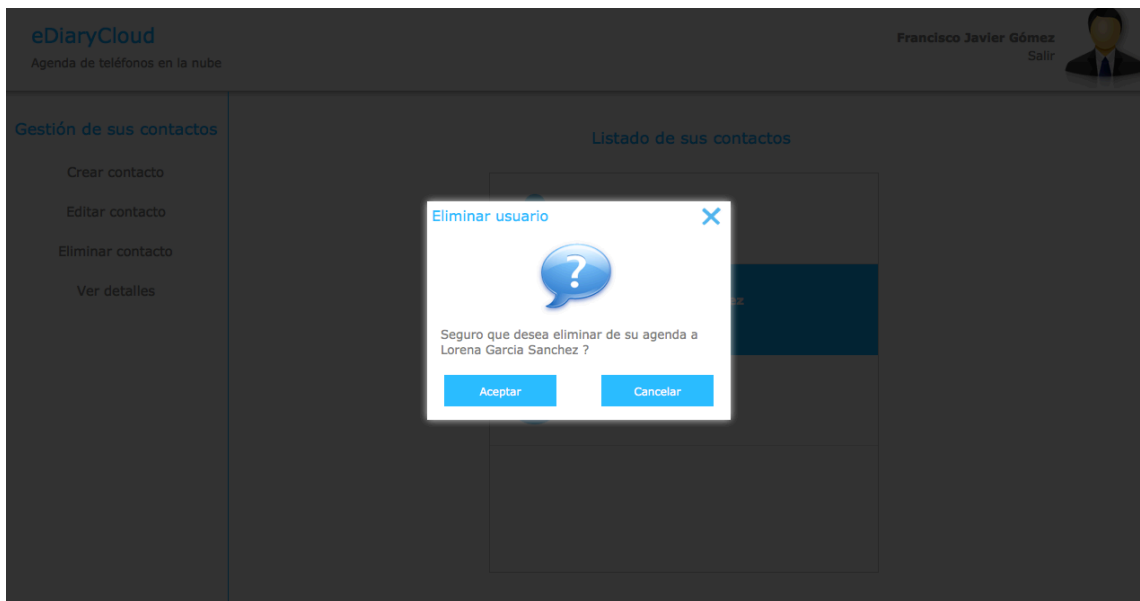 eDiaryCloud
Agenda de teléfonos en la nube
Francisco Javier Gómez
Salir
Gestión de sus contactos
Crear contacto
Editar contacto
Eliminar contacto
Ver detalles
Listado de sus contactos
Eliminar usuario
?
Seguro que desea eliminar de su agenda a
Lorena Garcia Sanchez ?
Aceptar
Cancelar